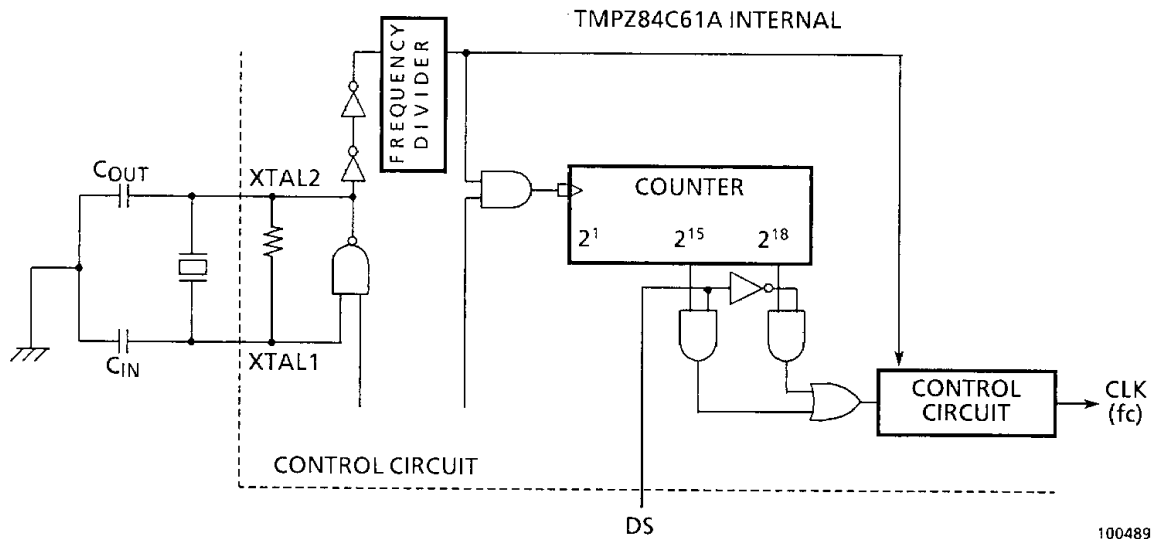 TMPZ84C61A INTERNAL
FREQUENCY
DIVIDER
COUT
XTAL2
COUNTER
2¹ 2¹⁵ 2¹⁸
XTAL1
CIN
CONTROL
CIRCUIT
CLK
(fc)
CONTROL CIRCUIT
DS
100489